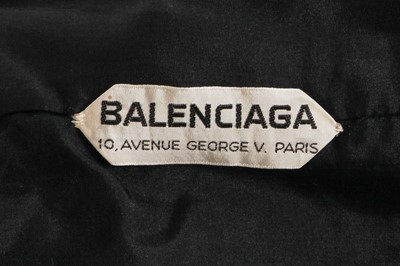 BALENCIAGA
10, AVENUE GEORGE V. PARIS